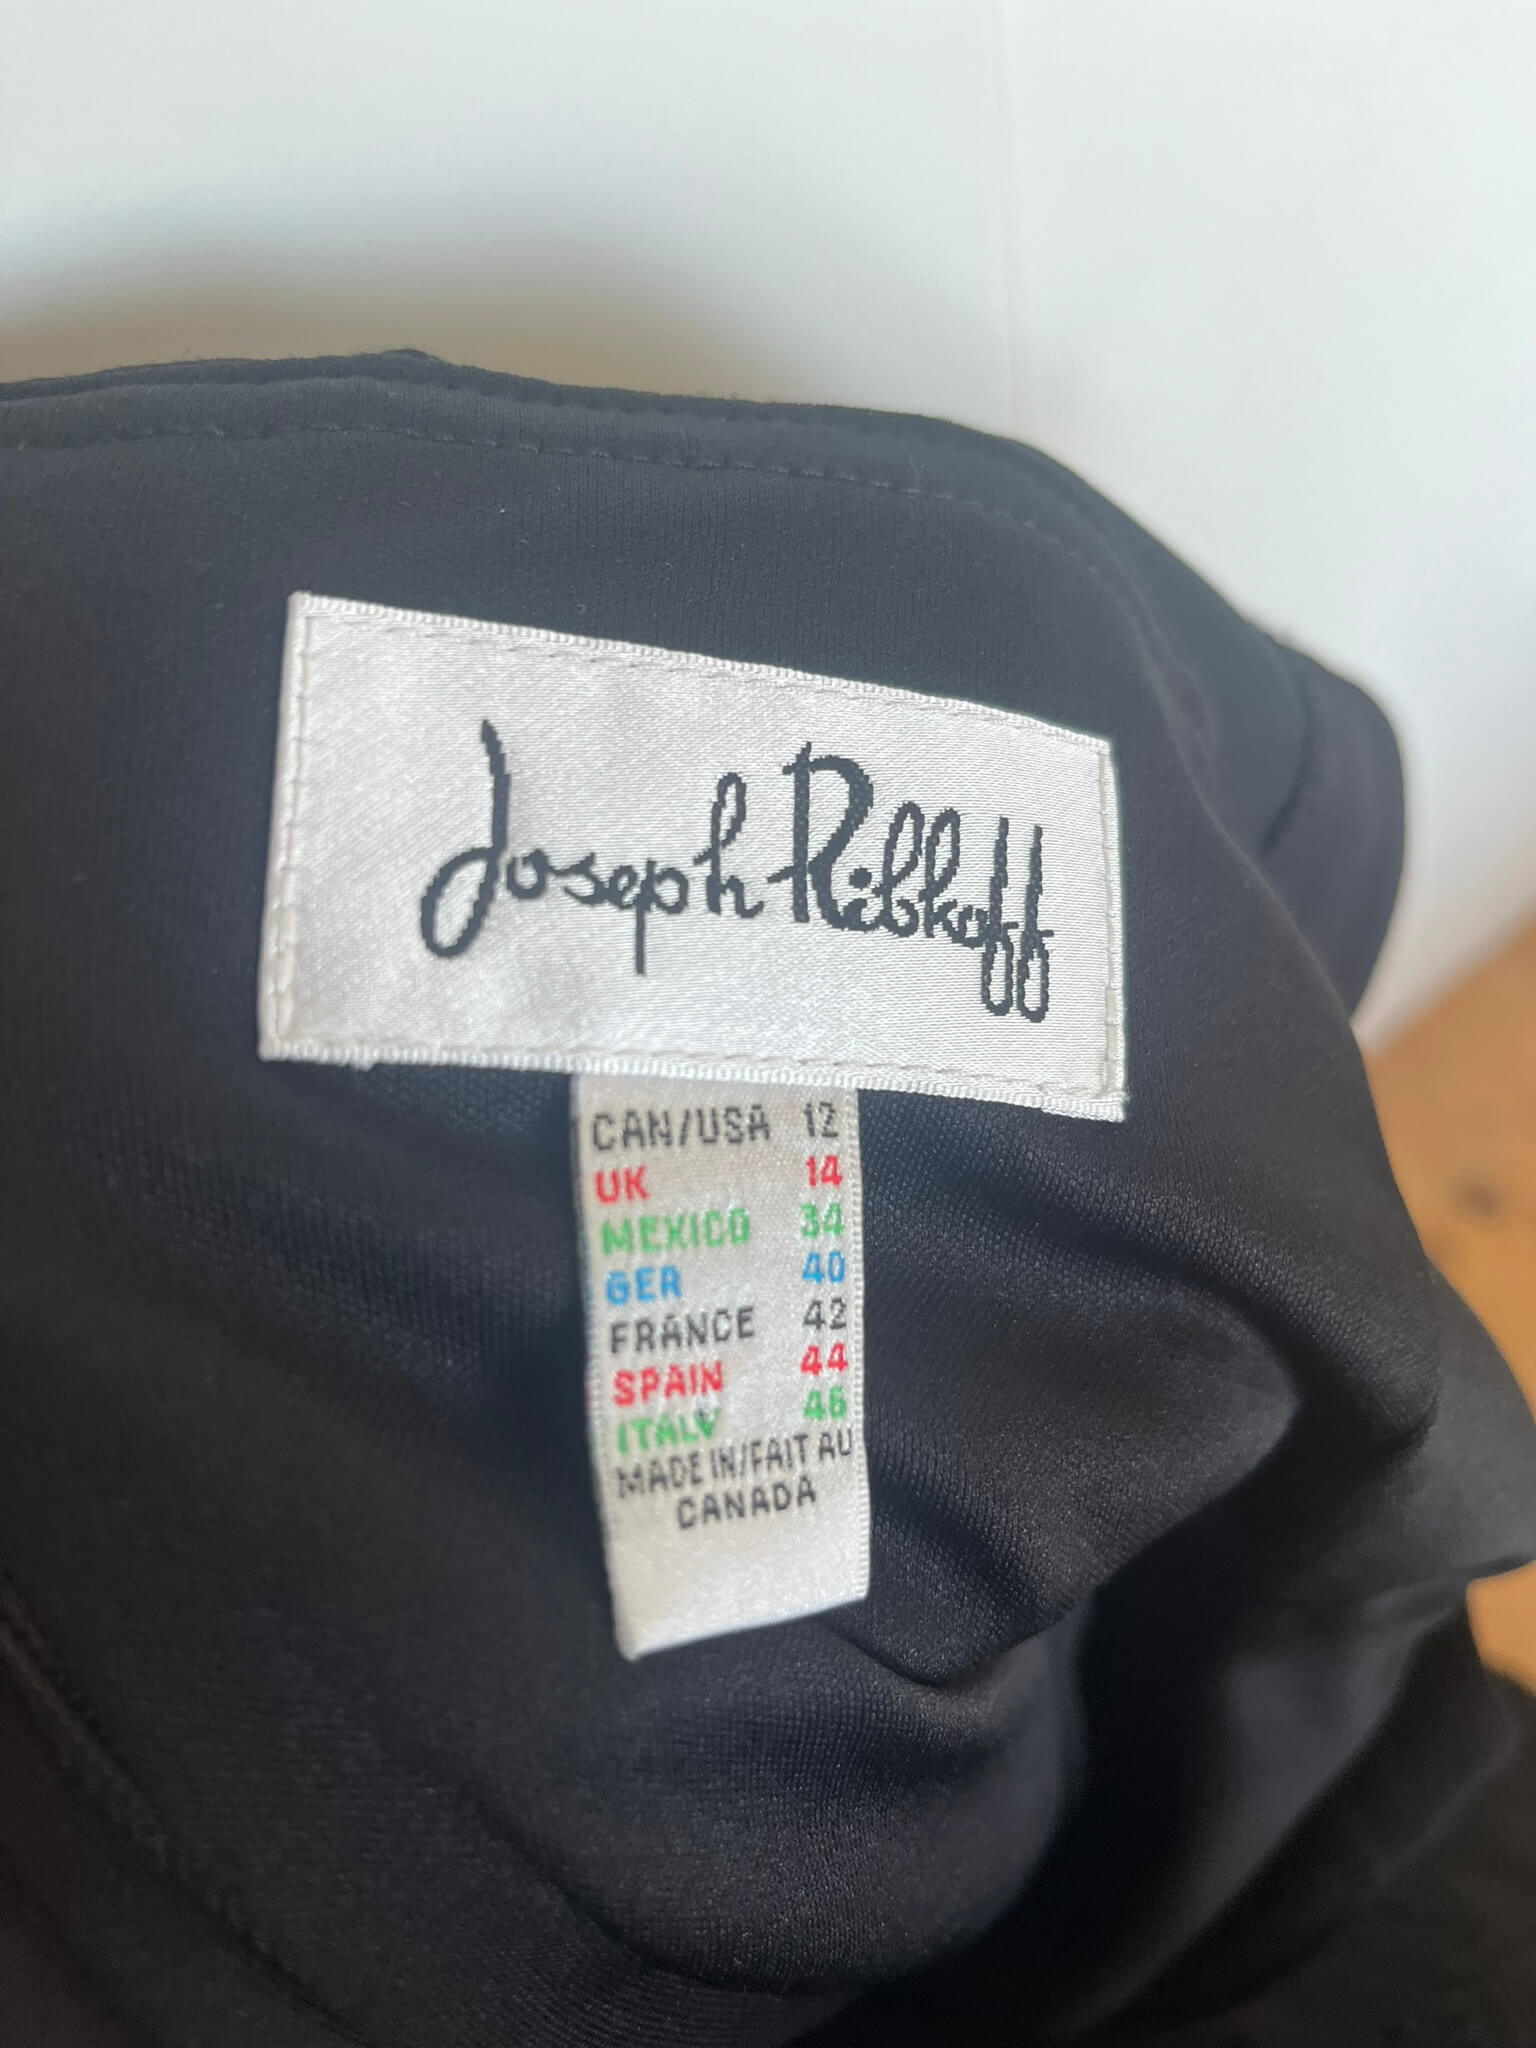 Joseph Ribkoff
CAN/USA 12
UK 14
MEXICO 34
GER 40
FRANCE 42
SPAIN 44
ITALY 46
MADE IN/FAIT AU
CANADA